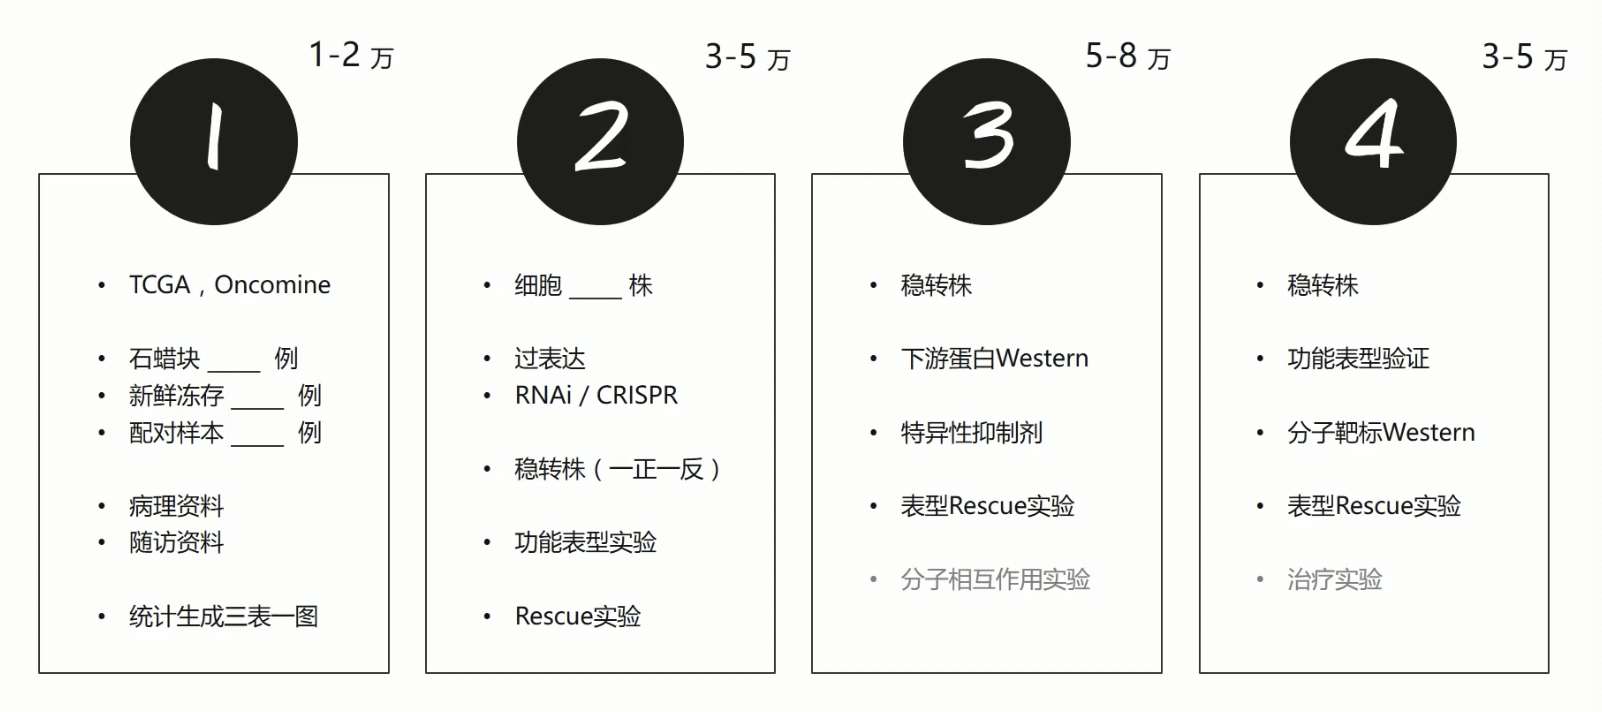 1-2 万
1
• TCGA，Oncomine
• 石蜡块 ____ 例
• 新鲜冻存 ____ 例
• 配对样本 ____ 例
• 病理资料
• 随访资料
• 统计生成三表一图
3-5 万
2
• 细胞 ____ 株
• 过表达
• RNAi / CRISPR
• 稳转株（一正一反）
• 功能表型实验
• Rescue实验
5-8 万
3
• 稳转株
• 下游蛋白Western
• 特异性抑制剂
• 表型Rescue实验
• 分子相互作用实验
3-5 万
4
• 稳转株
• 功能表型验证
• 分子靶标Western
• 表型Rescue实验
• 治疗实验